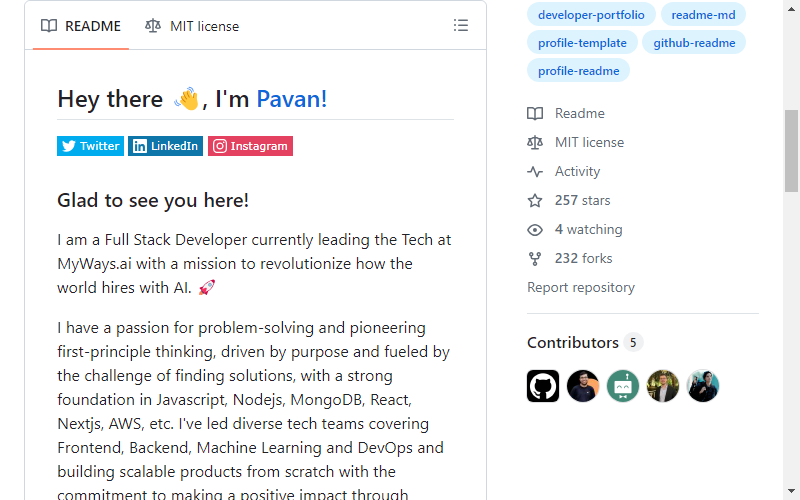 README
MIT license
Hey there 👋, I'm Pavan!
Twitter
LinkedIn
Instagram
Glad to see you here!
I am a Full Stack Developer currently leading the Tech at
MyWays.ai with a mission to revolutionize how the
world hires with AI. 🚀
I have a passion for problem-solving and pioneering
first-principle thinking, driven by purpose and fueled by
the challenge of finding solutions, with a strong
foundation in Javascript, Nodejs, MongoDB, React,
Nextjs, AWS, etc. I've led diverse tech teams covering
Frontend, Backend, Machine Learning and DevOps and
building scalable products from scratch with the
commitment to making a positive impact through
developer-portfolio
readme-md
profile-template
github-readme
profile-readme
Readme
MIT license
Activity
257 stars
4 watching
232 forks
Report repository
Contributors 5